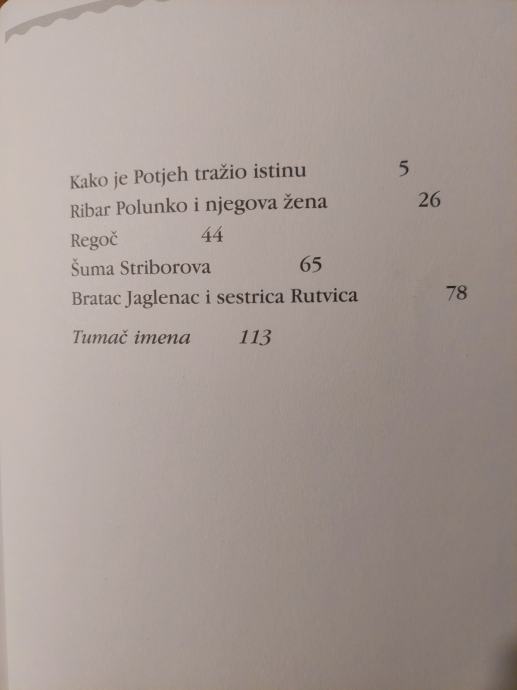 Kako je Potjeh tražio istinu 5
Ribar Polunko i njegova žena 26
Regoč 44
Šuma Striborova 65
Bratac Jaglenac i sestrica Rutvica 78
Tumač imena 113